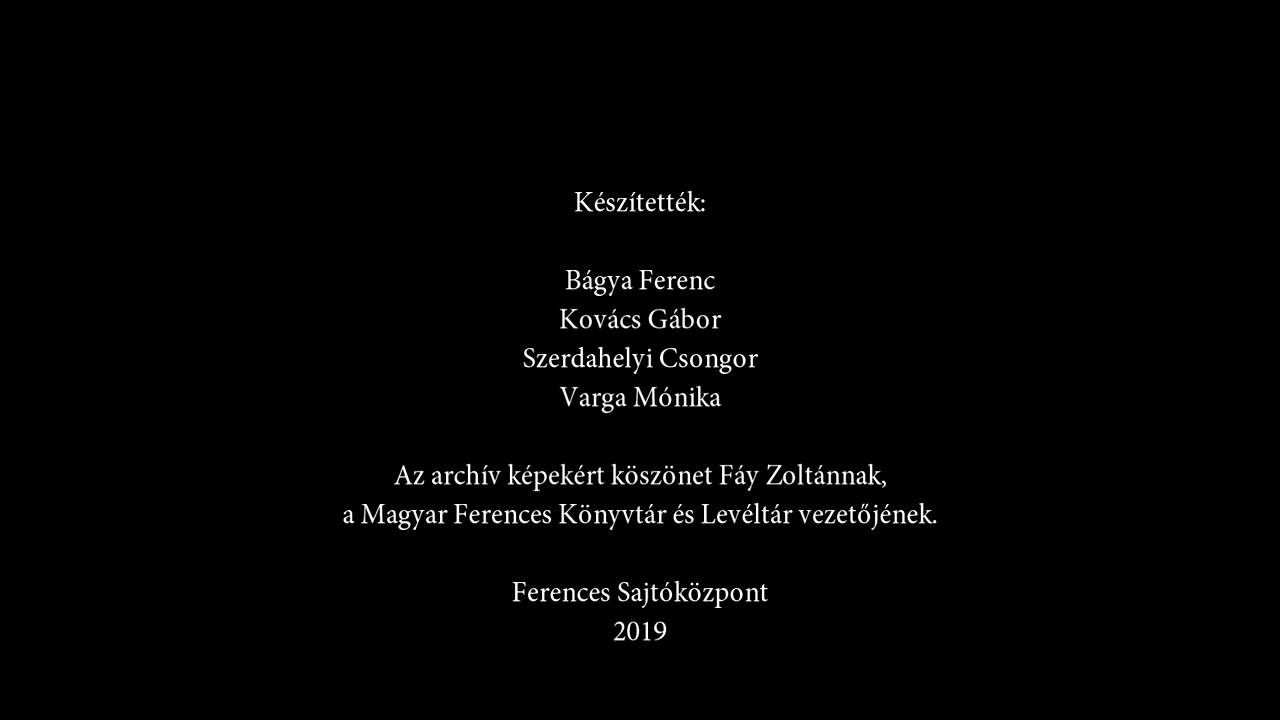 Készítették:
Bágya Ferenc
Kovács Gábor
Szerdahelyi Csongor
Varga Mónika
Az archív képekért köszönet Fáy Zoltánnak,
a Magyar Ferences Könyvtár és Levéltár vezetőjének.
Ferences Sajtóközpont
2019